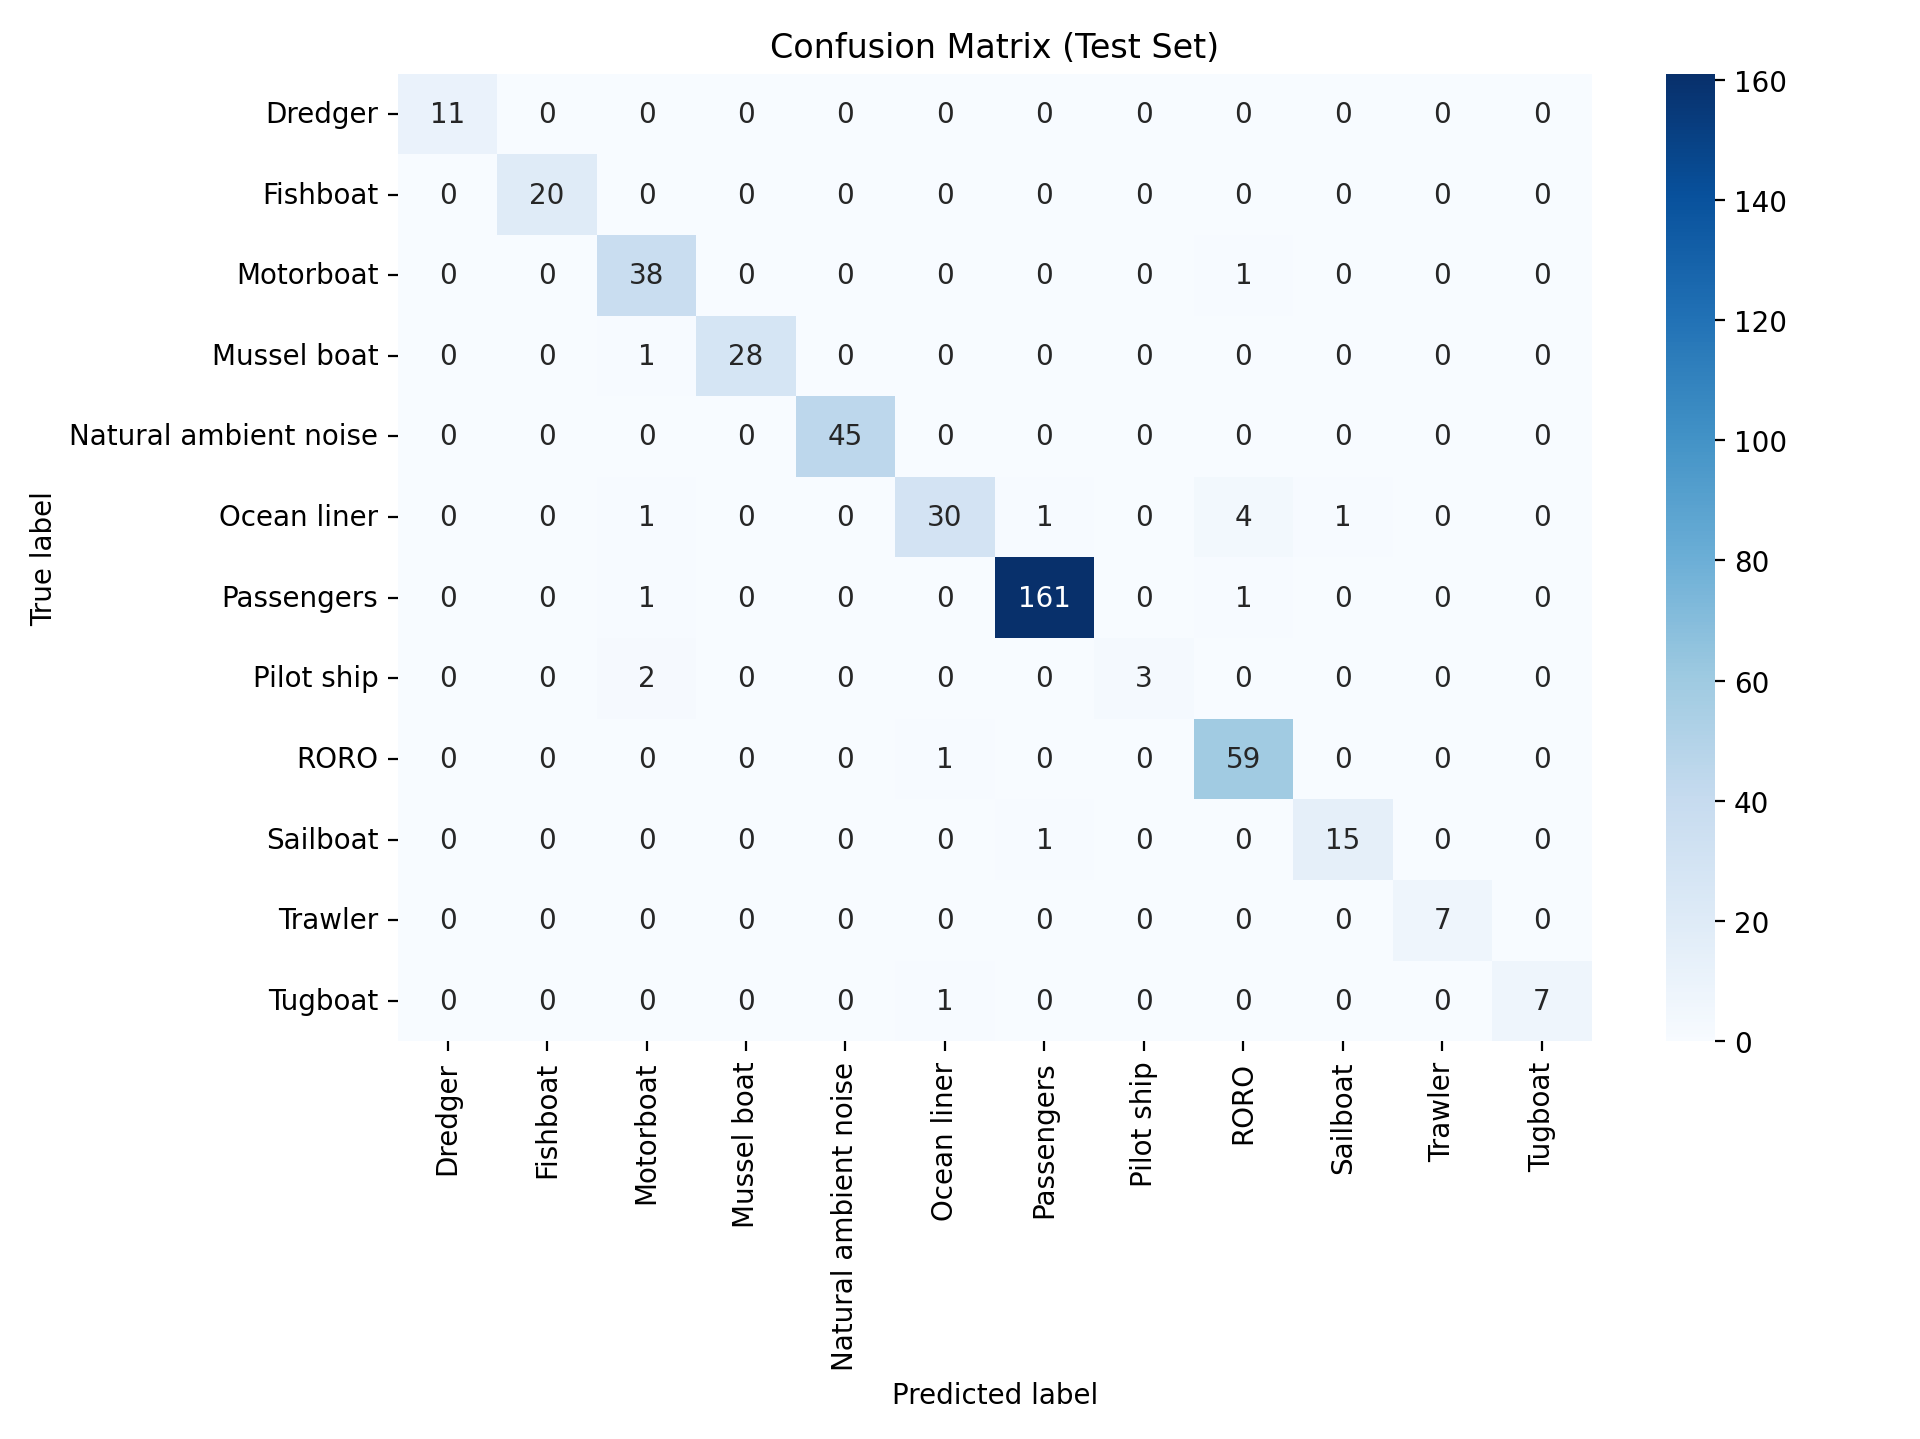 Confusion Matrix (Test Set)
True label
Dredger 11 0 0 0 0 0 0 0 0 0 0 0
Fishboat 0 20 0 0 0 0 0 0 0 0 0 0
Motorboat 0 0 38 0 0 0 0 0 1 0 0 0
Mussel boat 0 0 1 28 0 0 0 0 0 0 0 0
Natural ambient noise 0 0 0 0 45 0 0 0 0 0 0 0
Ocean liner 0 0 1 0 0 30 1 0 4 1 0 0
Passengers 0 0 1 0 0 0 161 0 1 0 0 0
Pilot ship 0 0 2 0 0 0 0 3 0 0 0 0
RORO 0 0 0 0 0 1 0 0 59 0 0 0
Sailboat 0 0 0 0 0 0 1 0 0 15 0 0
Trawler 0 0 0 0 0 0 0 0 0 0 7 0
Tugboat 0 0 0 0 0 1 0 0 0 0 0 7
Dredger
Fishboat
Motorboat
Mussel boat
Natural ambient noise
Ocean liner
Passengers
Pilot ship
RORO
Sailboat
Trawler
Tugboat
Predicted label
160
140
120
100
80
60
40
20
0